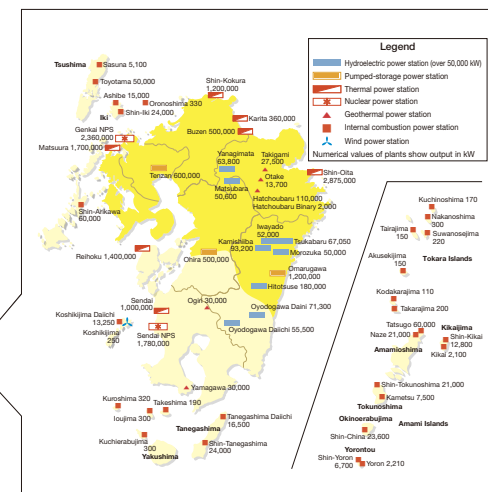 Legend
Hydroelectric power station (over 50,000 kW)
Pumped-storage power station
Thermal power station
Nuclear power station
Geothermal power station
Internal combustion power station
Wind power station
Numerical values of plants show output in kW
Tsushima
Sasuna 5,100
Toyotama 50,000
Ashibe 15,000
Oronoshima 330
Iki
Shin-Iki 24,000
Genkai NPS
2,360,000
Matsuura 1,700,000
Shin-Kokura
1,200,000
Karita 360,000
Buzen 500,000
Yanagimata
63,800
Takigami
27,500
Tenzan 600,000
Otake
13,700
Shin-Oita
2,875,000
Matsubara
50,600
Hatchoubaru 110,000
Hatchoubaru Binary 2,000
Shin-Arikawa
60,000
Iwayado
52,000
Kamishiiba
93,200
Tsukabaru 67,050
Morozuka 50,000
Reihoku 1,400,000
Ohira 500,000
Omarugawa
1,200,000
Hitotsuse 180,000
Sendai
1,000,000
Ogiri 30,000
Oyodogawa Daini 71,300
Koshikijima Daiichi
13,250
Koshikijima
250
Sendai NPS
1,780,000
Oyodogawa Daiichi 55,500
Yamagawa 30,000
Kuroshima 320
Takeshima 190
Ioujima 300
Tanegashima Daiichi
16,500
Tanegashima
Kuchierabujima
300
Shin-Tanegashima
24,000
Yakushima
Kuchinoshima 170
Nakanoshima
300
Tairajima
150
Suwanosejima
220
Akusekijima
150
Tokara Islands
Kodakarajima 110
Takarajima 200
Tatsugo 60,000
Naze 21,000
Kikaijima
Shin-Kikai
12,800
Kikai 2,100
Amamioshima
Shin-Tokunoshima 21,000
Kametsu 7,500
Tokunoshima
Okinoerabujima
Amami Islands
Shin-China 23,600
Yorontou
Shin-Yoron
6,700
Yoron 2,210